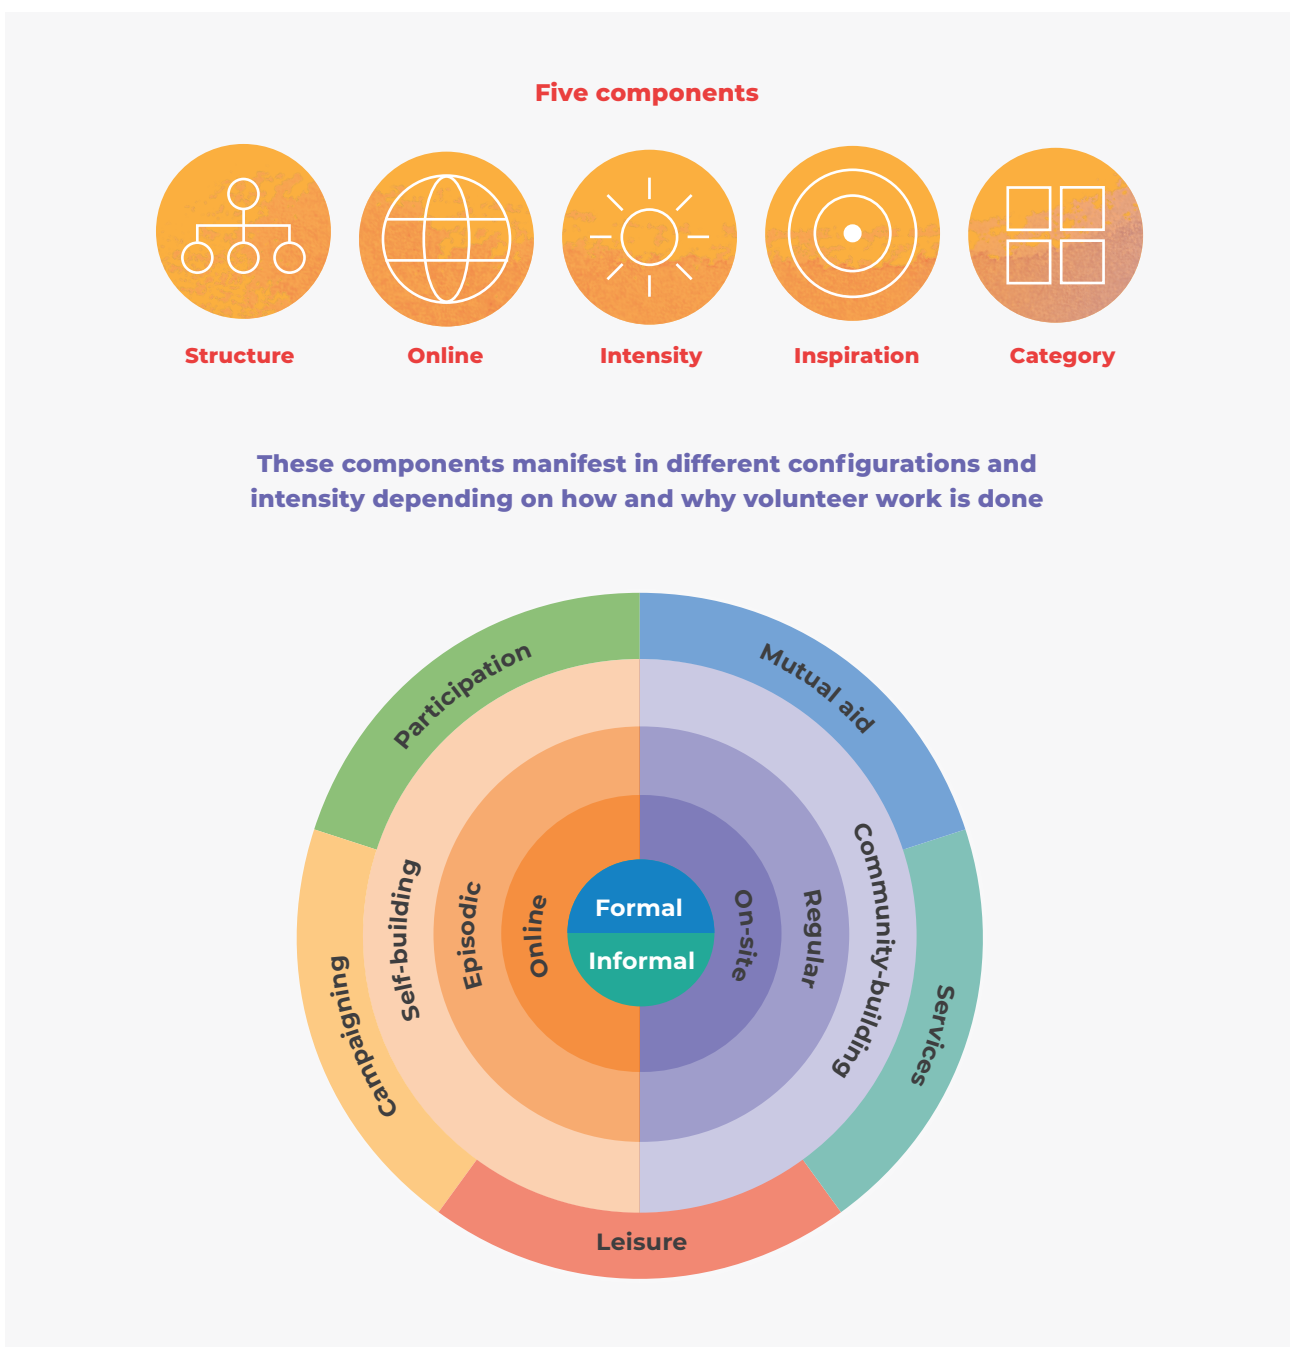 Five components
Structure
Online
Intensity
Inspiration
Category
These components manifest in different configurations and
intensity depending on how and why volunteer work is done
Participation
Mutual aid
Self-building
Episodic
Online
Formal
Informal
On-site
Regular
Community-building
Campaigning
Services
Leisure